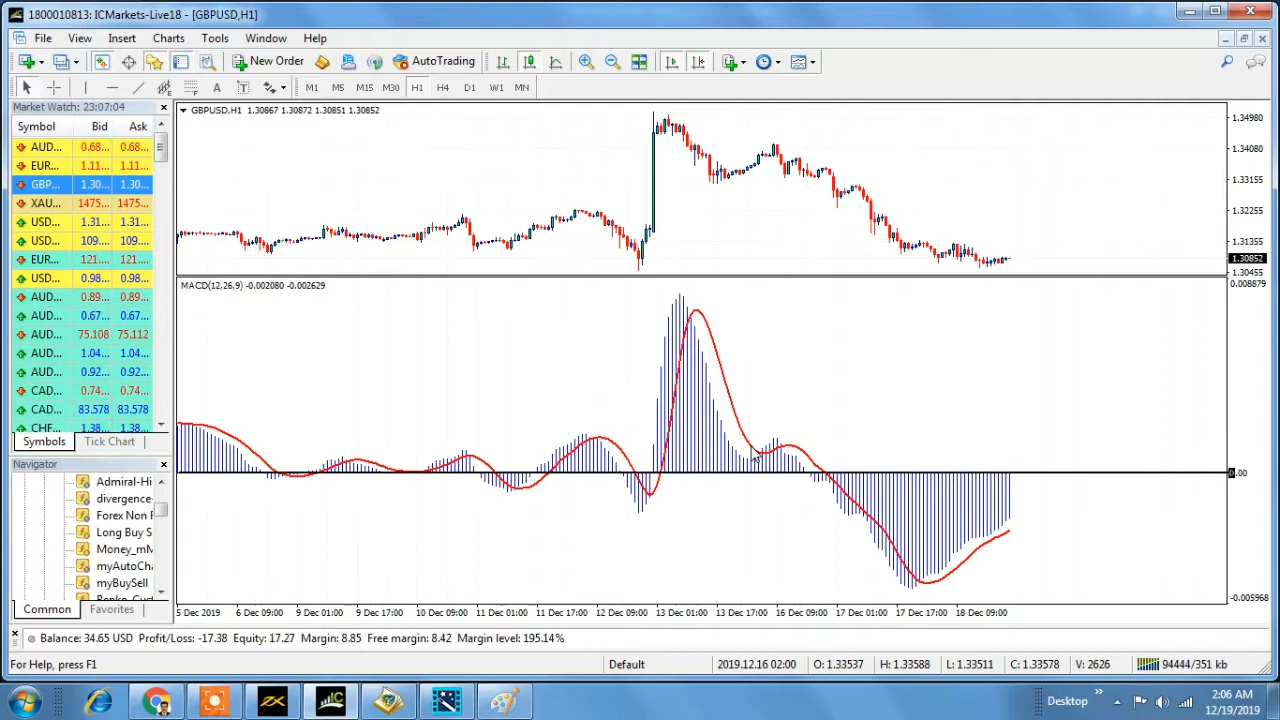 1800010813: ICMarkets-Live18 - [GBPUSD,H1]
File View Insert Charts Tools Window Help
New Order AutoTrading
A T M1 M5 M15 M30 H1 H4 D1 W1 MN
Market Watch: 23:07:04
Symbol Bid Ask
AUD... 0.68... 0.68...
EUR... 1.11... 1.11...
GBP... 1.30... 1.30...
XAU... 1475... 1475...
USD... 1.31... 1.31...
USD... 109.... 109....
EUR... 121.... 121....
USD... 0.98... 0.98...
AUD... 0.89... 0.89...
AUD... 0.67... 0.67...
AUD... 75.108 75.112
AUD... 1.04... 1.04...
AUD... 0.92... 0.92...
CAD... 0.74... 0.74...
CAD... 83.578 83.578
CHF... 1.38... 1.38...
Symbols Tick Chart
Navigator
Admiral-Hi
divergence-
Forex Non
Long Buy S
Money_mM
myAutoCha
myBuySell
Common Favorites
GBPUSD,H1 1.30867 1.30872 1.30851 1.30852
1.34980
1.34080
1.33155
1.32255
1.31355
1.30852
1.30455
MACD(12,26,9) -0.002080 -0.002629
0.008879
0.00
-0.005968
5 Dec 2019 6 Dec 09:00 9 Dec 01:00 9 Dec 17:00 10 Dec 09:00 11 Dec 01:00 11 Dec 17:00 12 Dec 09:00 13 Dec 01:00 13 Dec 17:00 16 Dec 09:00 17 Dec 01:00 17 Dec 17:00 18 Dec 09:00
Balance: 34.65 USD Profit/Loss: -17.38 Equity: 17.27 Margin: 8.85 Free margin: 8.42 Margin level: 195.14%
For Help, press F1 Default 2019.12.16 02:00 O: 1.33537 H: 1.33588 L: 1.33511 C: 1.33578 V: 2626 94444/351 kb
Desktop
2:06 AM
12/19/2019